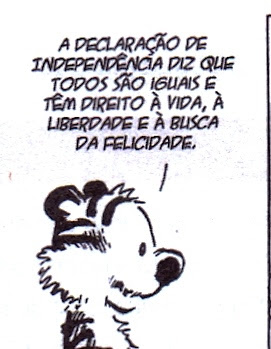 A DECLARAÇÃO DE
INDEPENDÊNCIA DIZ QUE
TODOS SÃO IGUAIS E
TÊM DIREITO À VIDA, À
LIBERDADE E À BUSCA
DA FELICIDADE.